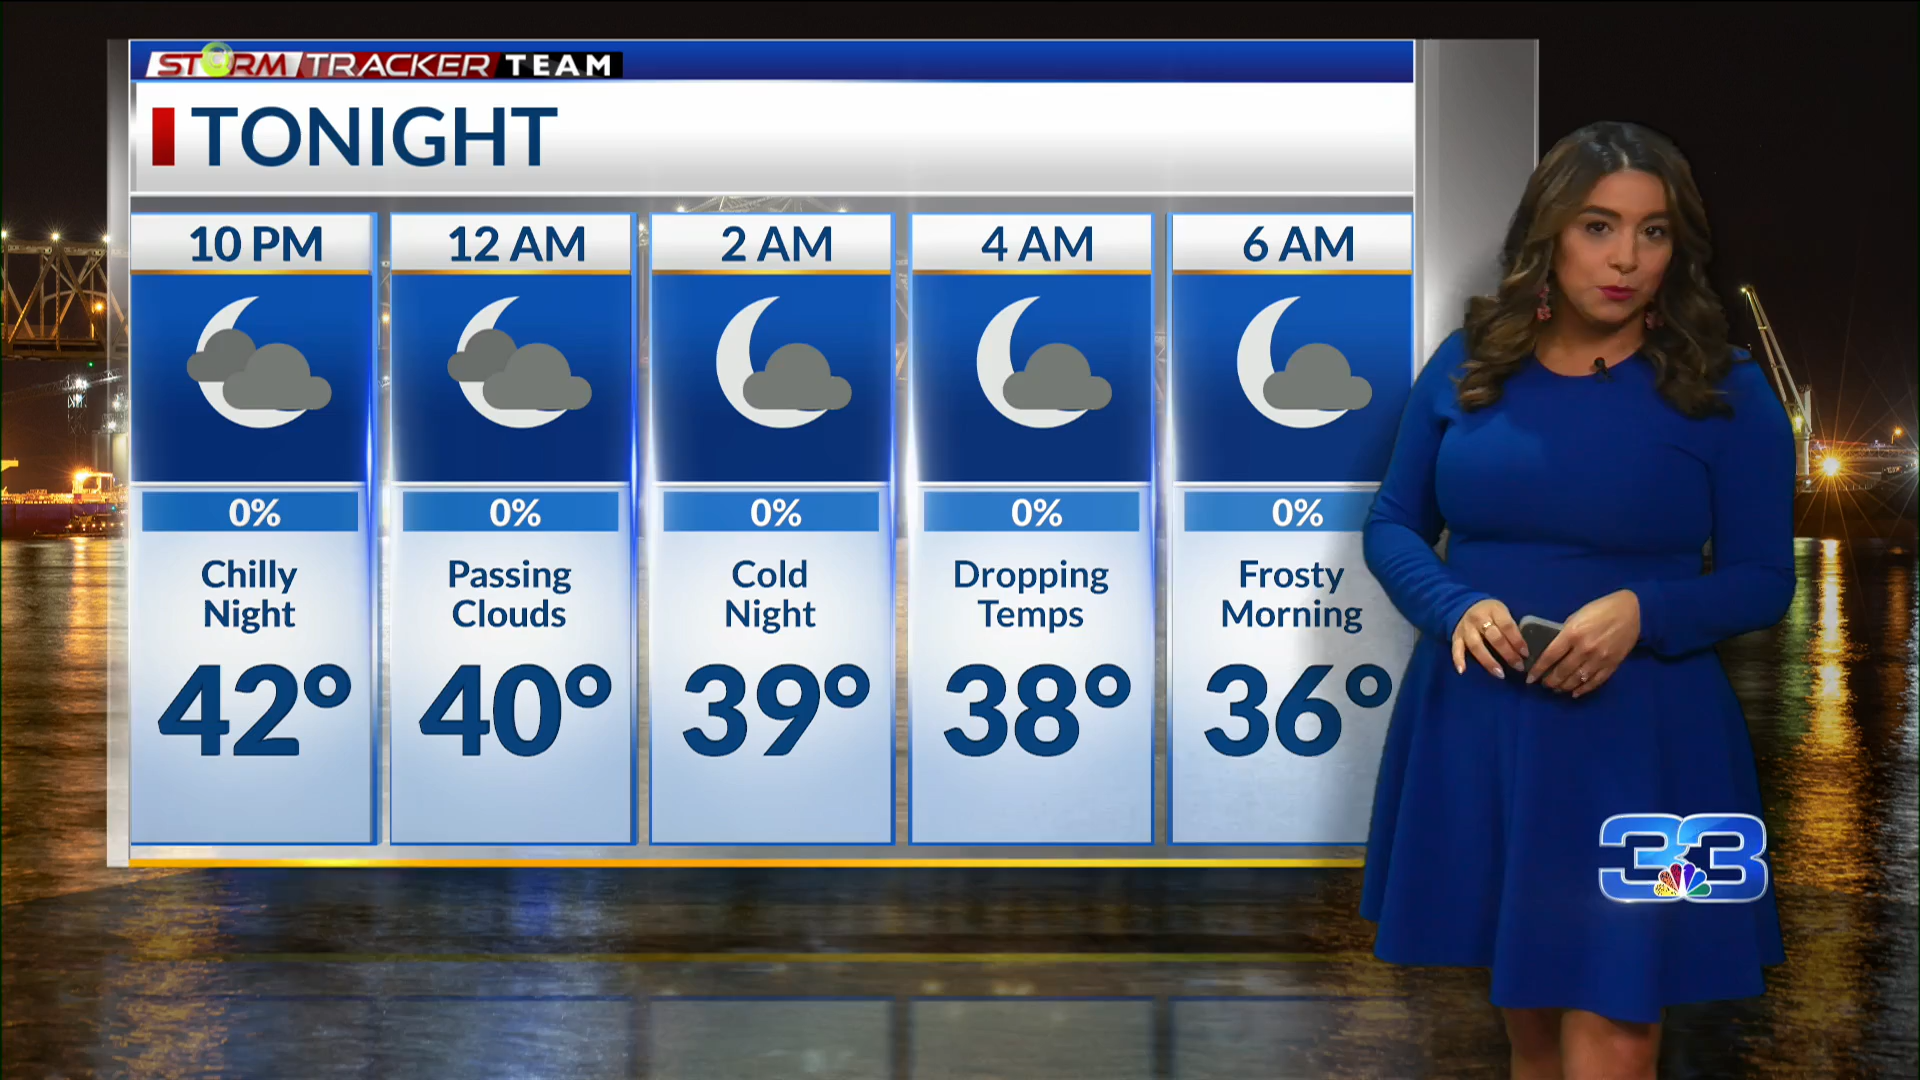 STORM TRACKER TEAM
TONIGHT
10 PM
0%
Chilly
Night
42°
12 AM
0%
Passing
Clouds
40°
2 AM
0%
Cold
Night
39°
4 AM
0%
Dropping
Temps
38°
6 AM
0%
Frosty
Morning
36°
33